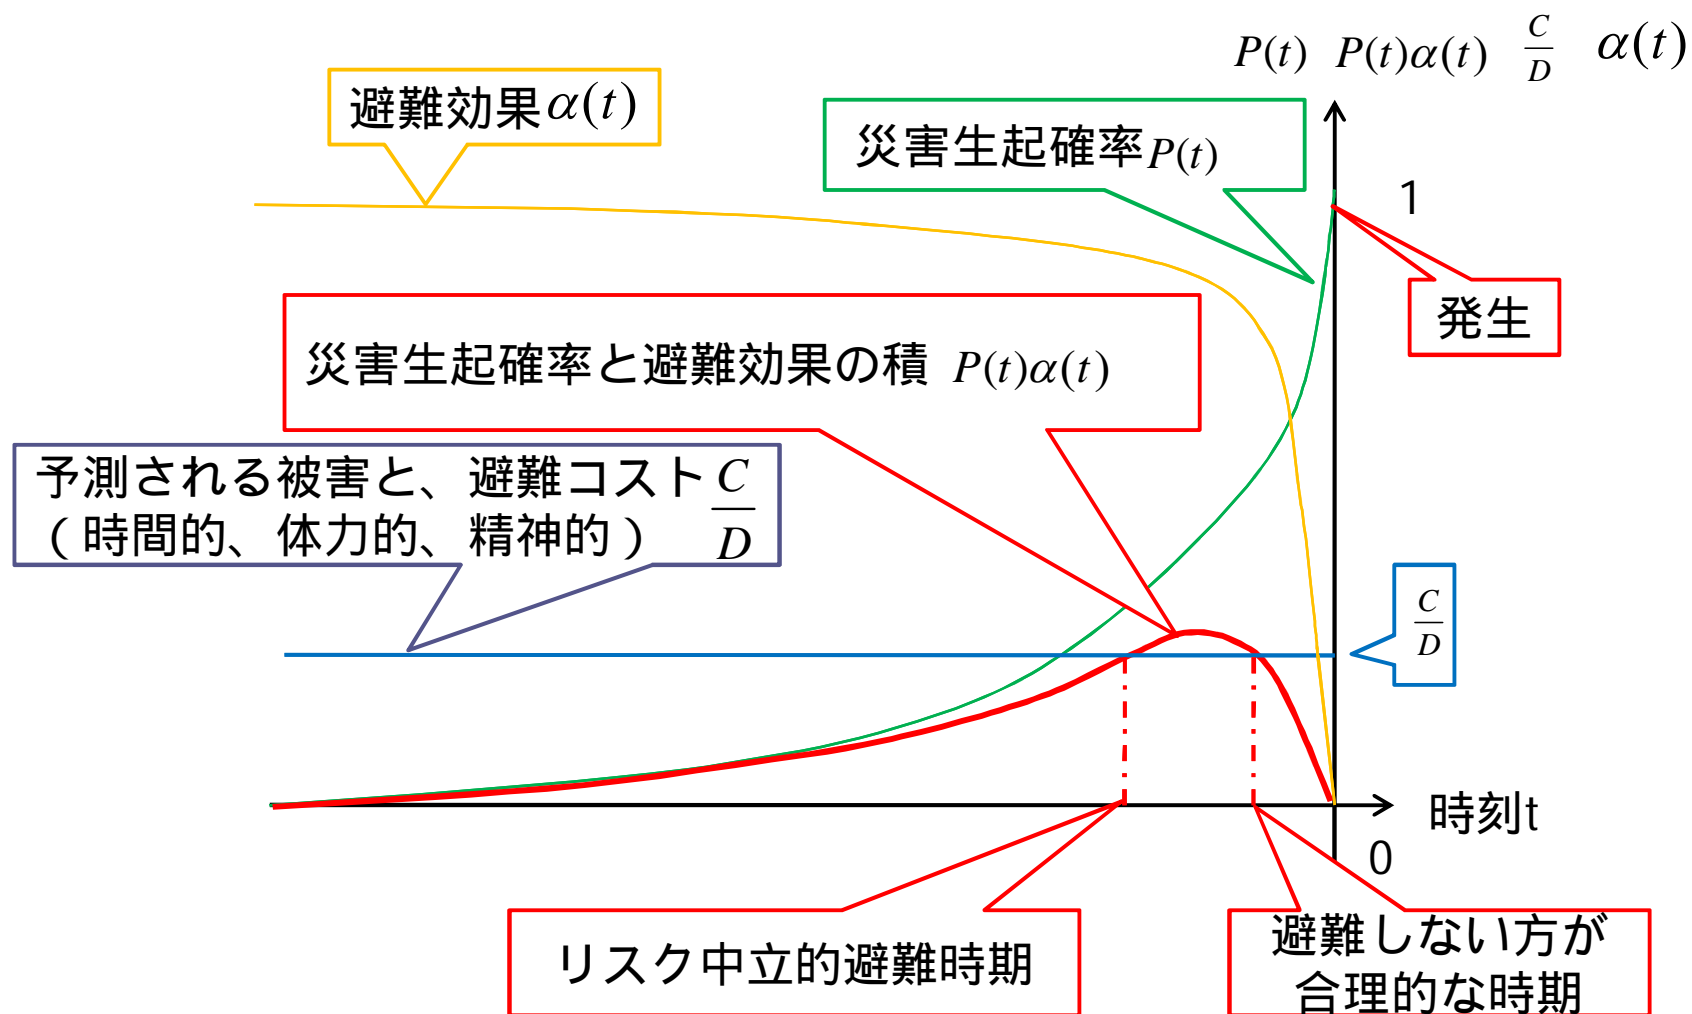 P(t) P(t)α(t) C/D α(t)
避難効果α(t)
災害生起確率P(t)
1
発生
災害生起確率と避難効果の積 P(t)α(t)
予測される被害と、避難コスト C/D
（時間的、体力的、精神的）
C/D
時刻t
0
リスク中立的避難時期
避難しない方が
合理的な時期